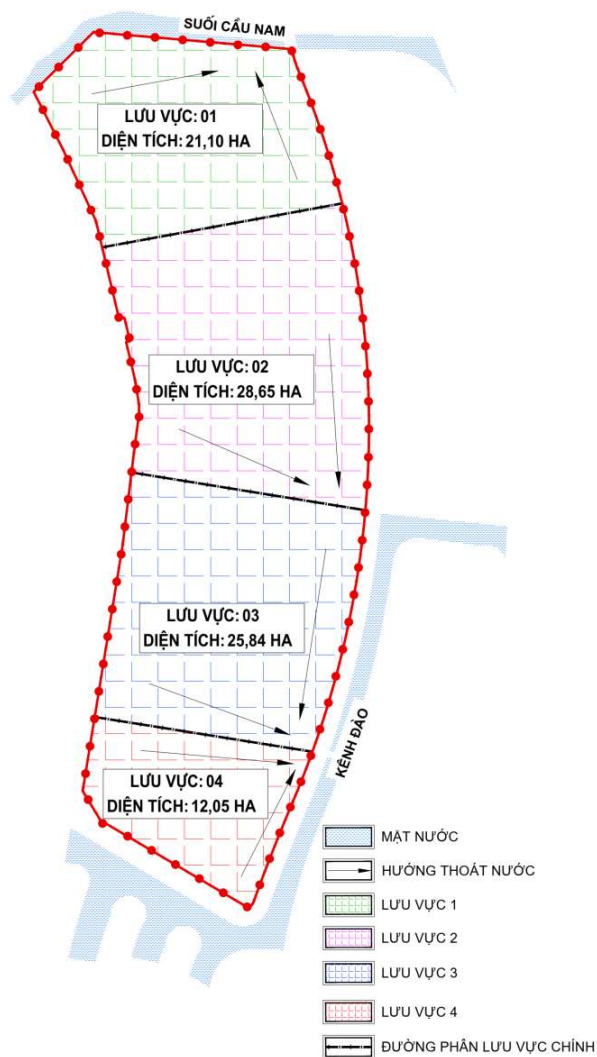 SUỐI CẦU NAM
LƯU VỰC: 01
DIỆN TÍCH: 21,10 HA
LƯU VỰC: 02
DIỆN TÍCH: 28,65 HA
LƯU VỰC: 03
DIỆN TÍCH: 25,84 HA
KÊNH ĐÀO
LƯU VỰC: 04
DIỆN TÍCH: 12,05 HA
MẶT NƯỚC
HƯỚNG THOÁT NƯỚC
LƯU VỰC 1
LƯU VỰC 2
LƯU VỰC 3
LƯU VỰC 4
ĐƯỜNG PHÂN LƯU VỰC CHÍNH